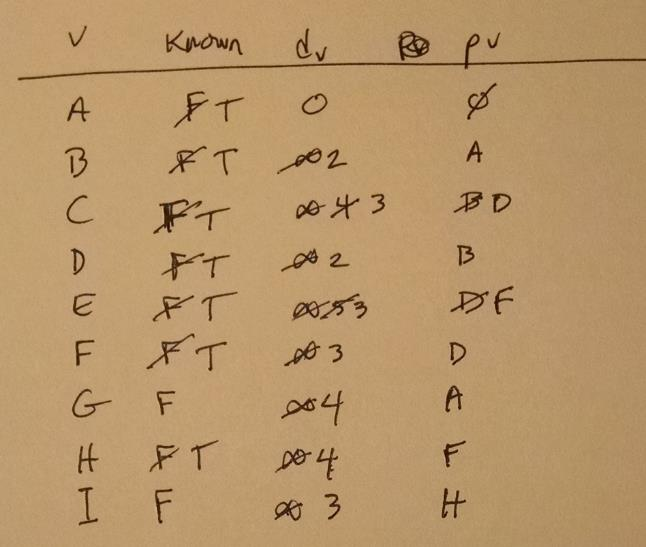 V Known dv pv
A F T 0 ∅
B F T ∞ 2 A
C F T ∞ 4 3 B D
D F T ∞ 2 B
E F T ∞ 5 3 D F
F F T ∞ 3 D
G F ∞ 4 A
H F T ∞ 4 F
I F ∞ 3 H